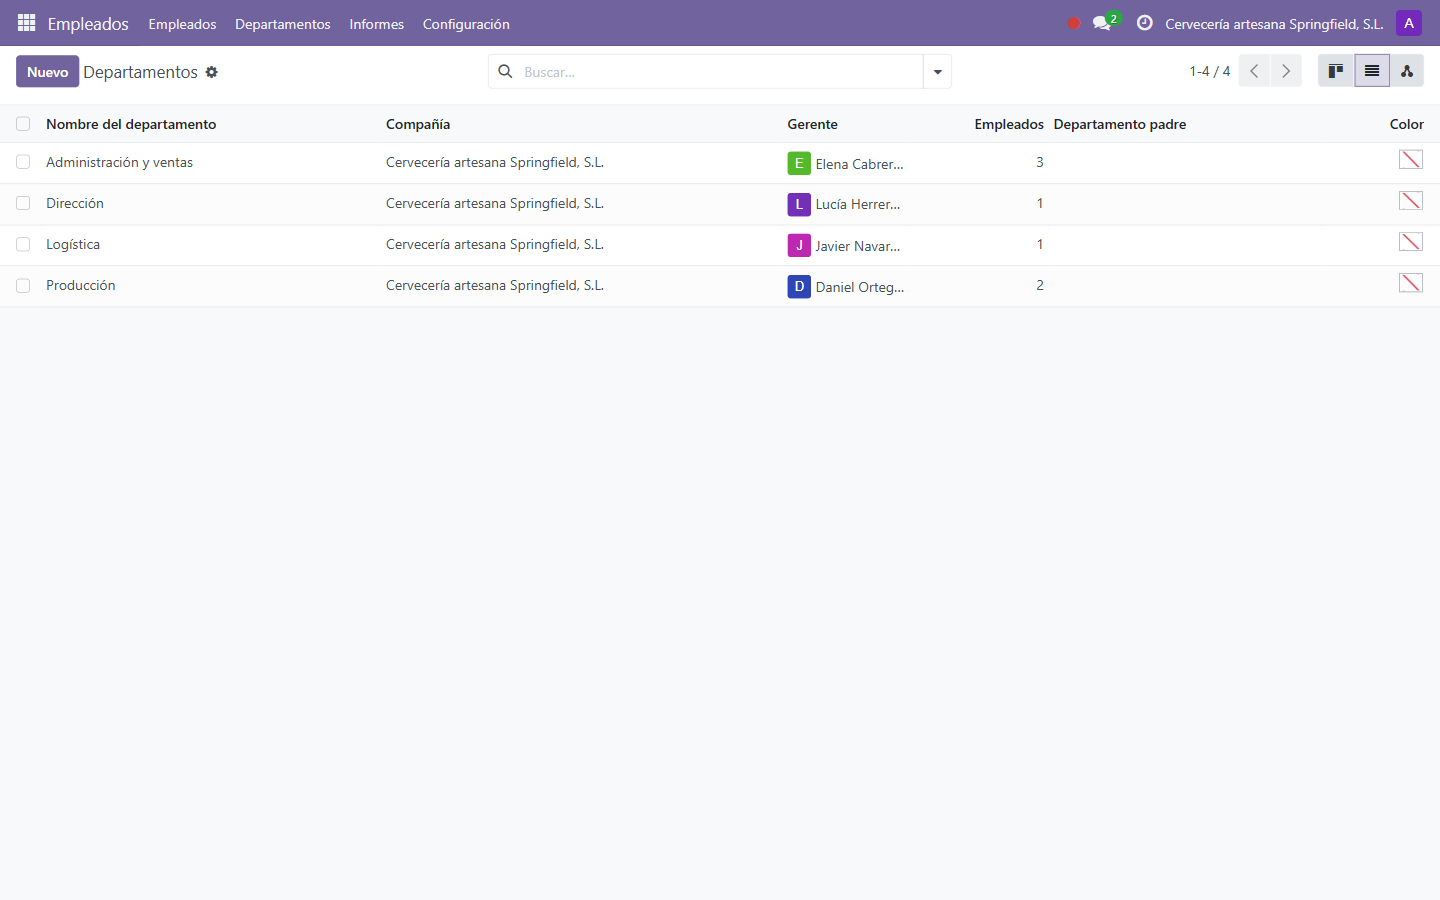 Empleados Empleados Departamentos Informes Configuración 2 Cervecería artesana Springfield, S.L. A
Nuevo Departamentos Buscar... 1-4 / 4
Nombre del departamento Compañía Gerente Empleados Departamento padre Color
Administración y ventas Cervecería artesana Springfield, S.L. E Elena Cabrer... 3
Dirección Cervecería artesana Springfield, S.L. L Lucía Herrer... 1
Logística Cervecería artesana Springfield, S.L. J Javier Navar... 1
Producción Cervecería artesana Springfield, S.L. D Daniel Orteg... 2